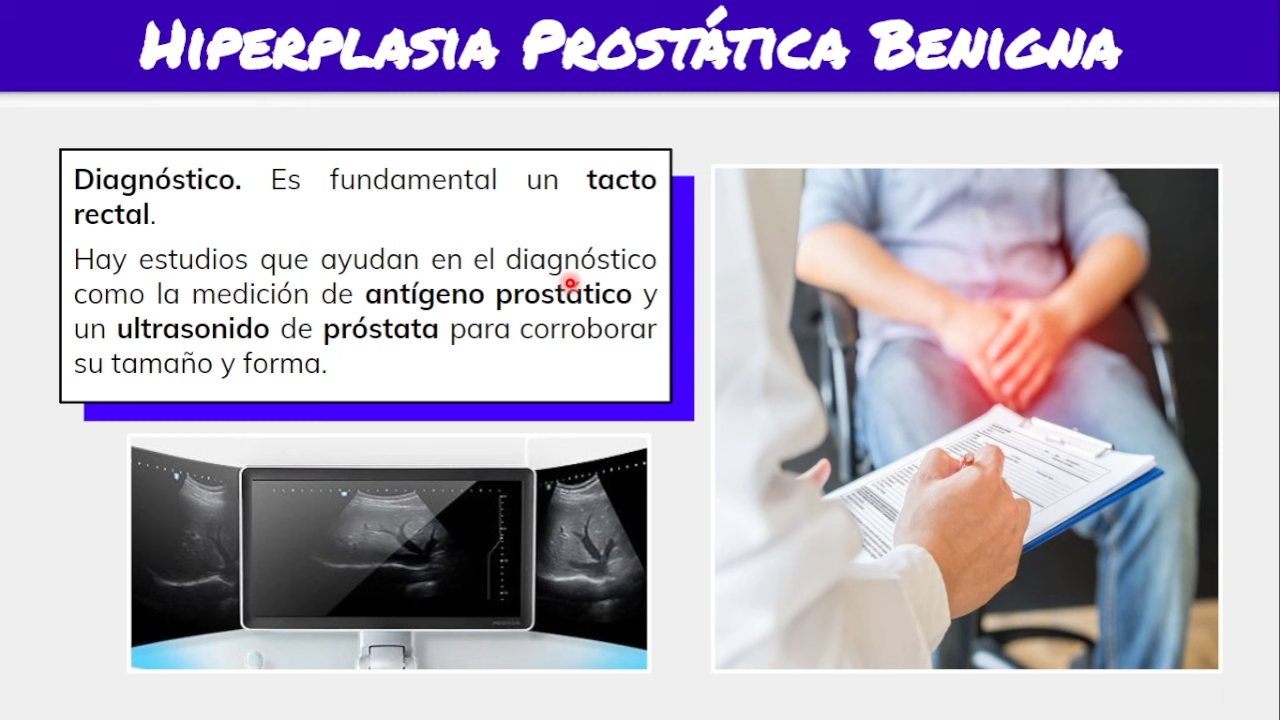 Hiperplasia Prostática Benigna
Diagnóstico. Es fundamental un tacto
rectal.
Hay estudios que ayudan en el diagnóstico
como la medición de antígeno prostático y
un ultrasonido de próstata para corroborar
su tamaño y forma.